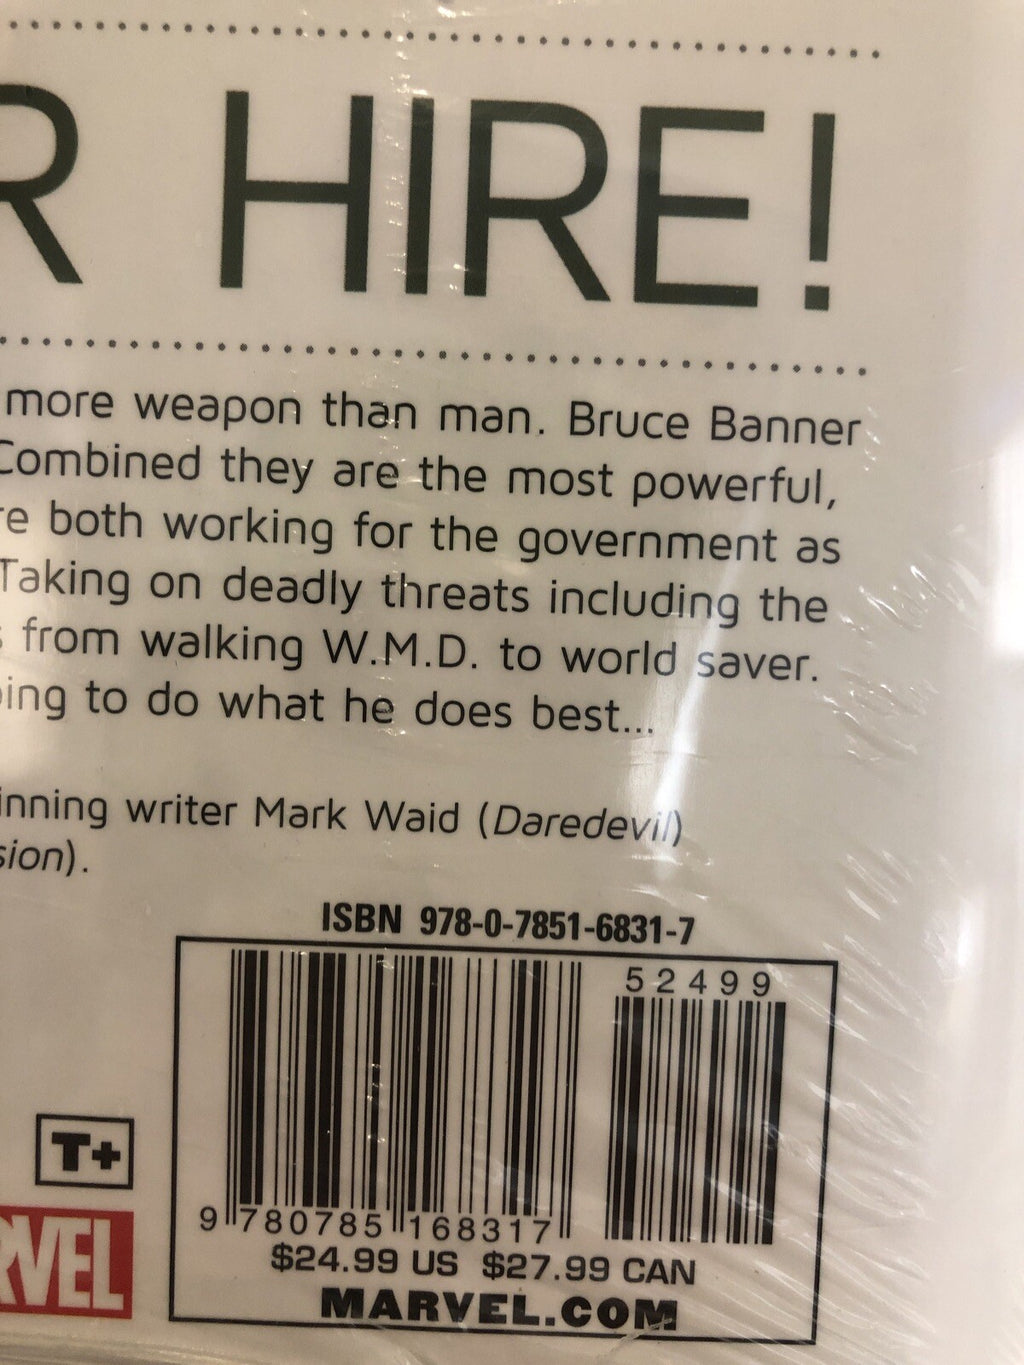 R HIRE!
more weapon than man. Bruce Banner
Combined they are the most powerful,
re both working for the government as
Taking on deadly threats including the
s from walking W.M.D. to world saver.
ing to do what he does best...
inning writer Mark Waid (Daredevil)
sion).
ISBN 978-0-7851-6831-7
52499
T+
9 780785 168317
$24.99 US $27.99 CAN
RVEL
MARVEL.COM